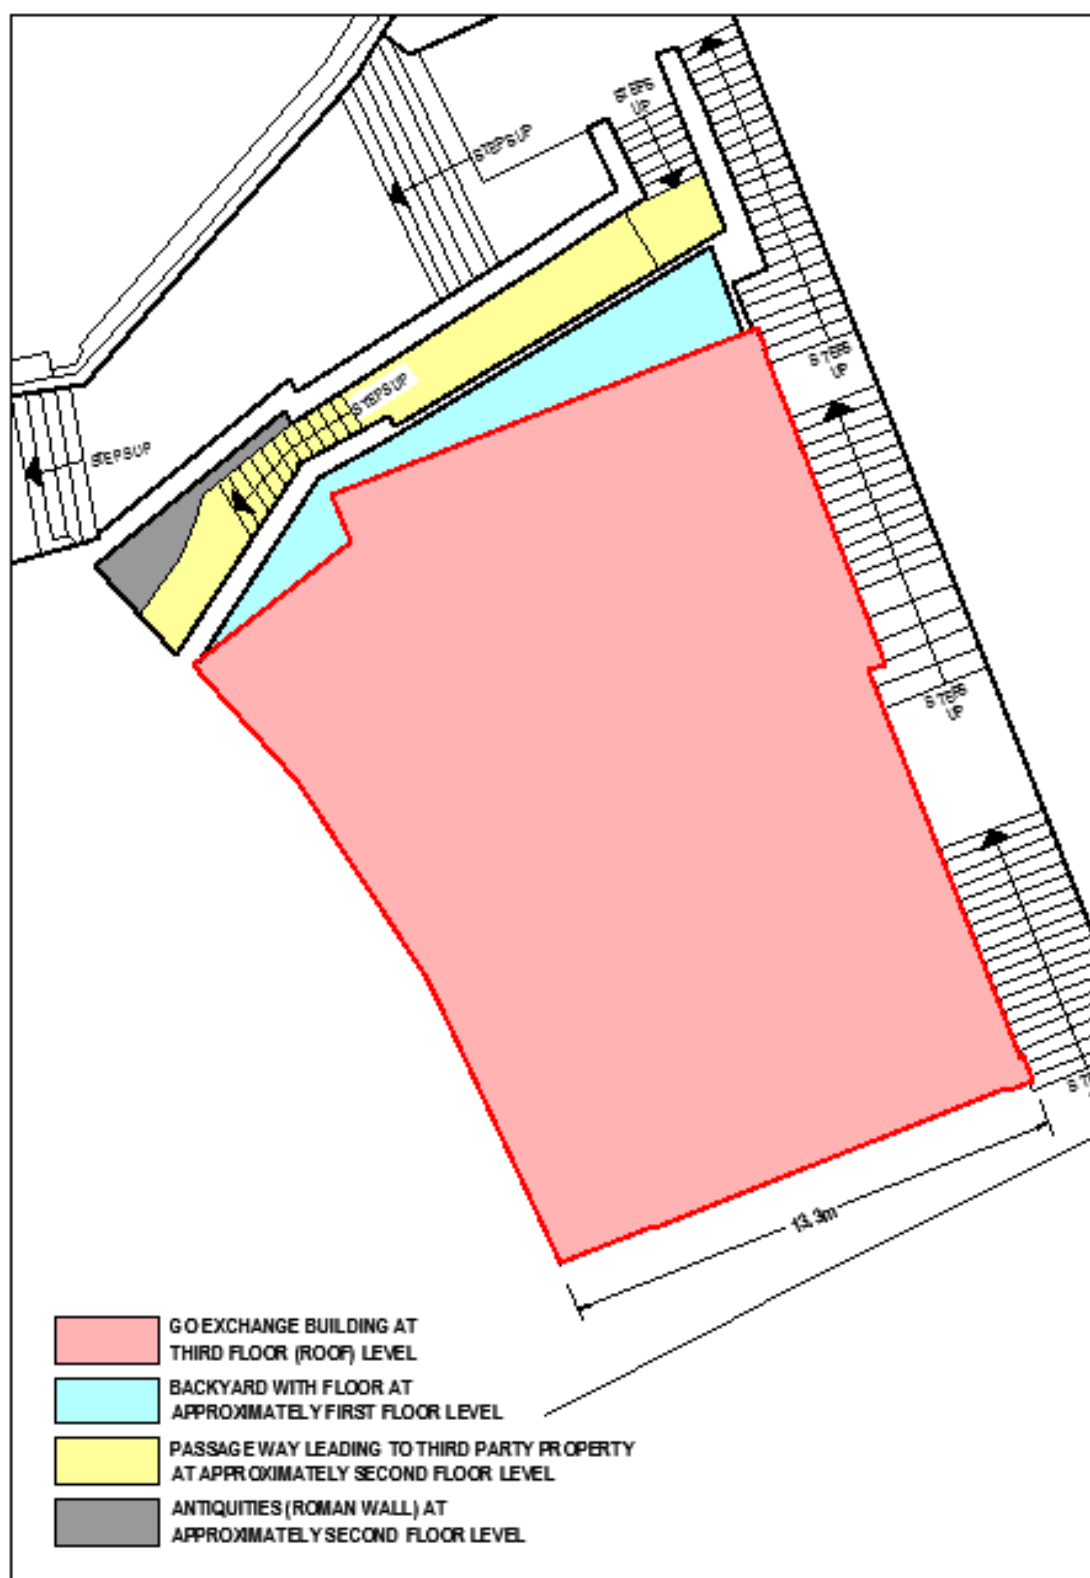 STEPS
UP
STEPS UP
STEPS
UP
STEPS UP
STEPS UP
STEPS
UP
13.3m
GO EXCHANGE BUILDING AT
THIRD FLOOR (ROOF) LEVEL
BACKYARD WITH FLOOR AT
APPROXIMATELY FIRST FLOOR LEVEL
PASSAGE WAY LEADING TO THIRD PARTY PROPERTY
AT APPROXIMATELY SECOND FLOOR LEVEL
ANTIQUITIES (ROMAN WALL) AT
APPROXIMATELY SECOND FLOOR LEVEL